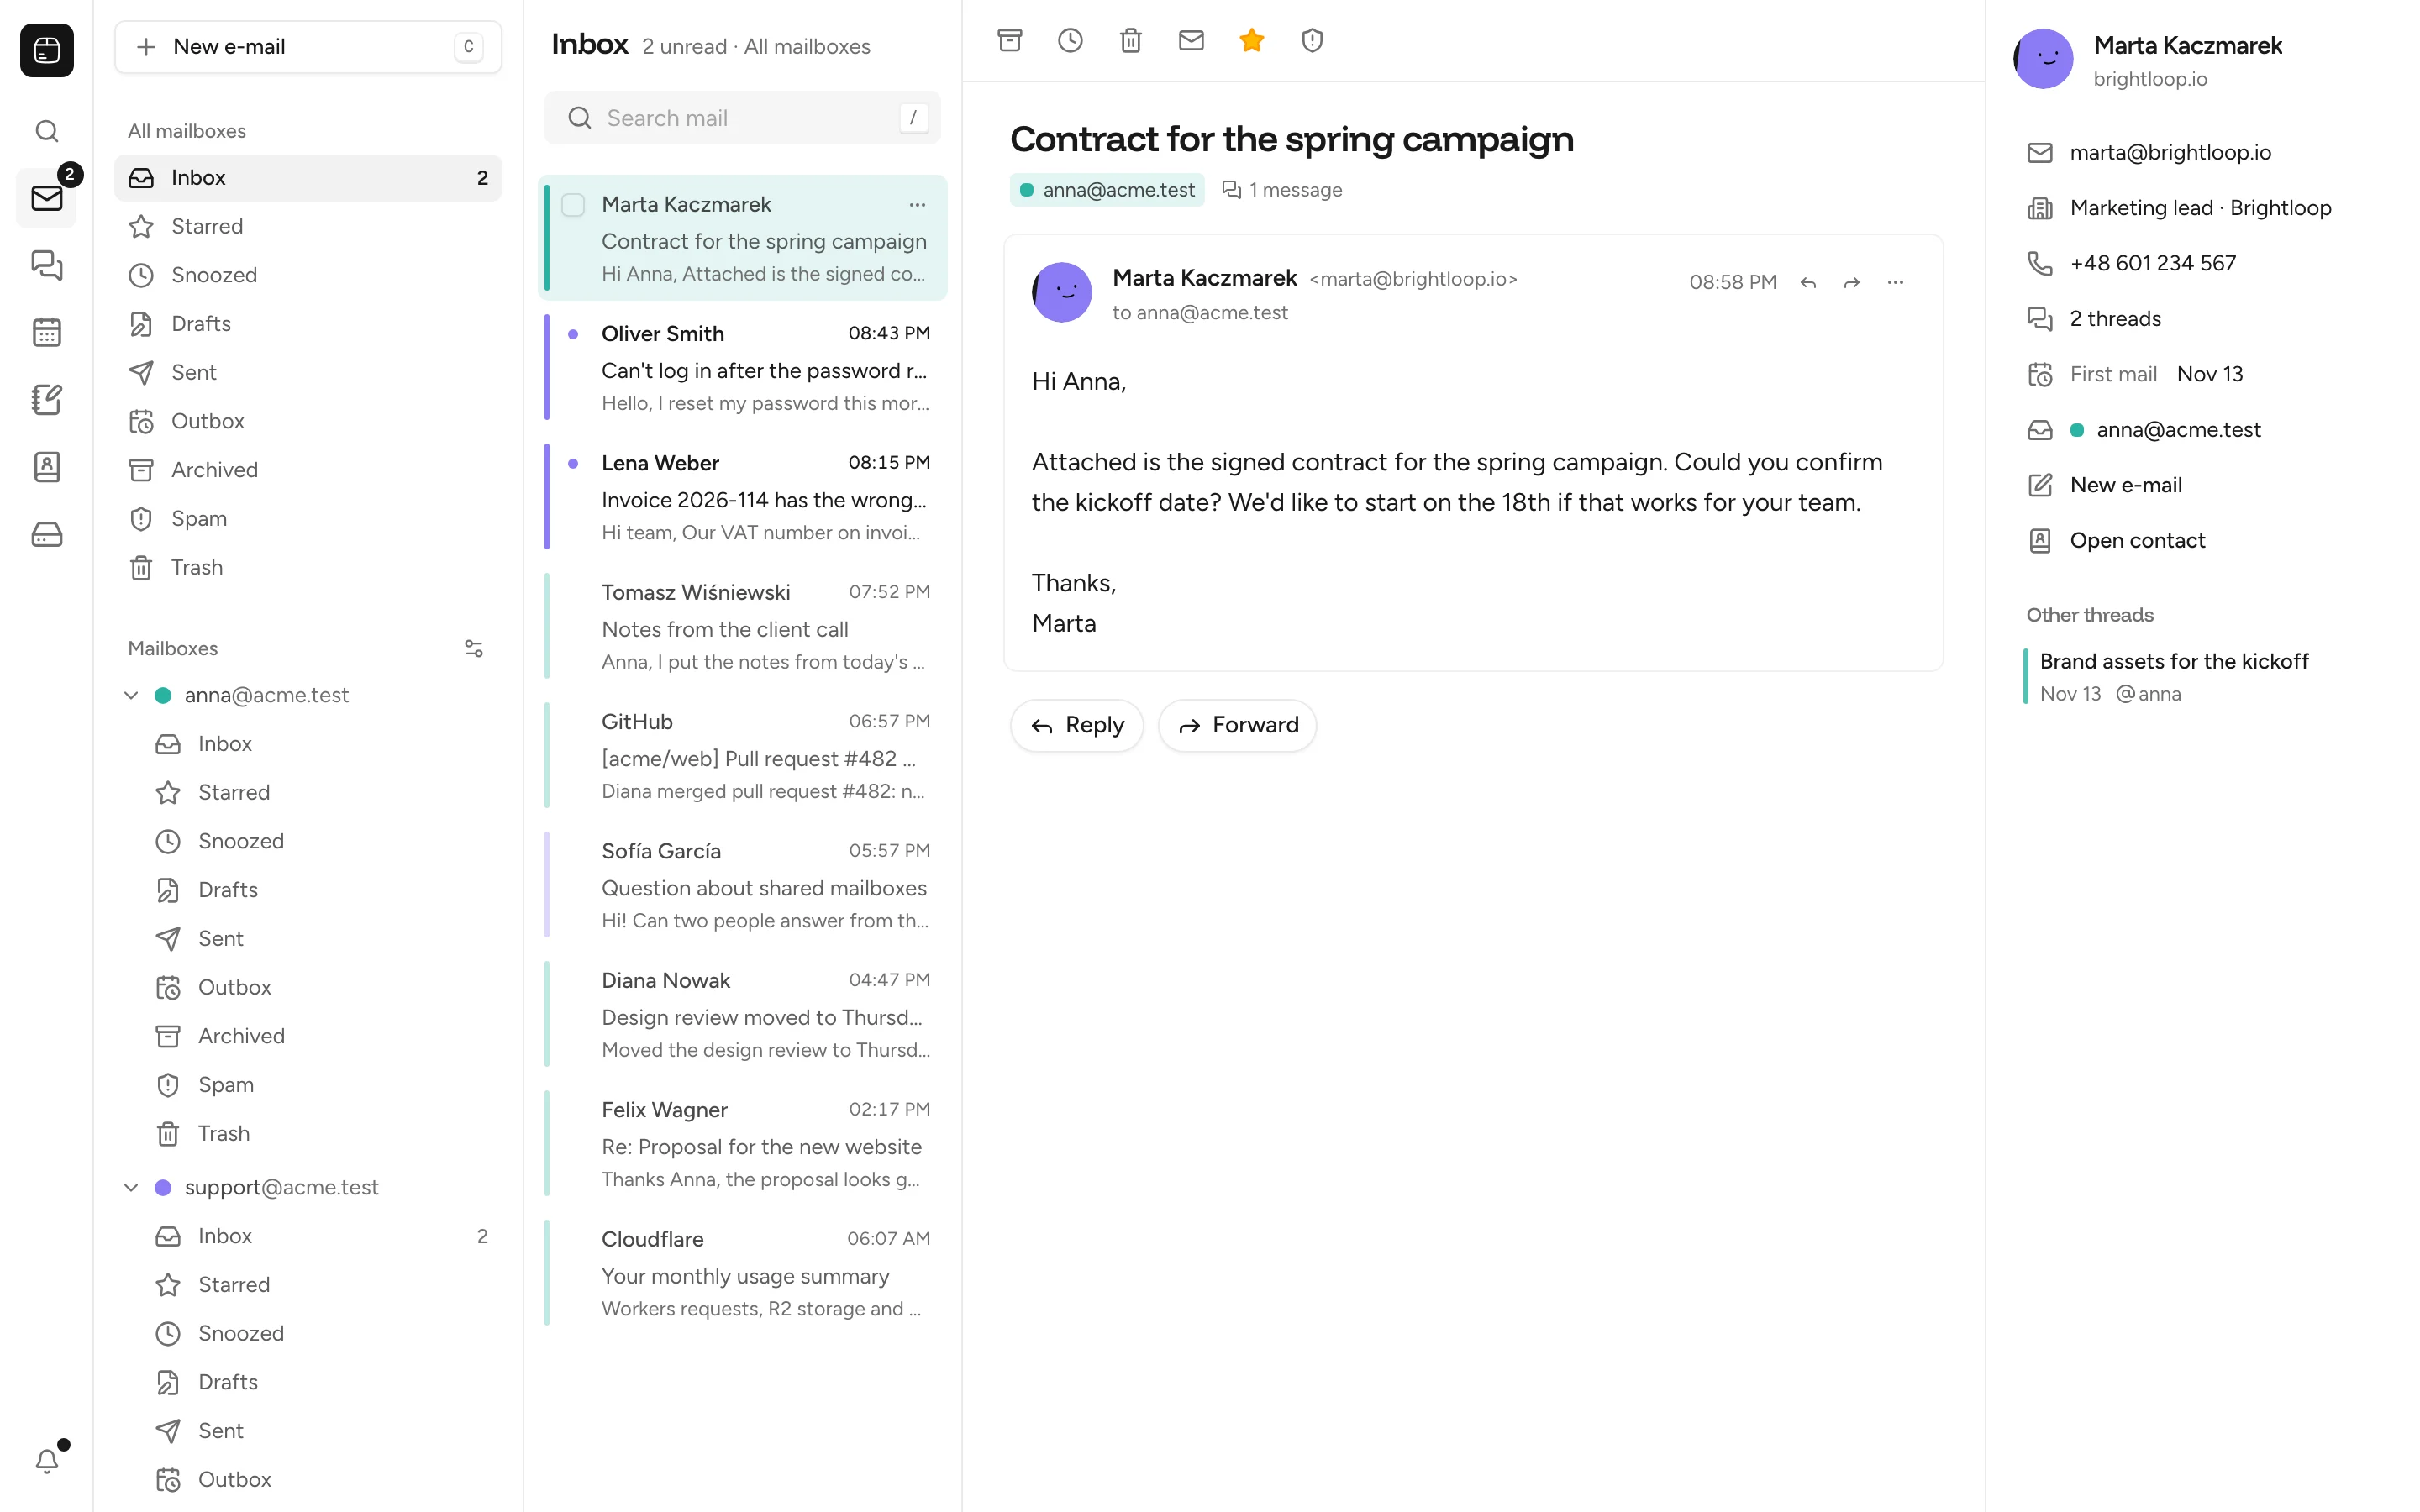 2
New e-mail
C
All mailboxes
Inbox 2
Starred
Snoozed
Drafts
Sent
Outbox
Archived
Spam
Trash
Mailboxes
anna@acme.test
Inbox
Starred
Snoozed
Drafts
Sent
Outbox
Archived
Spam
Trash
support@acme.test
Inbox 2
Starred
Snoozed
Drafts
Sent
Outbox
Inbox 2 unread · All mailboxes
Search mail /
Marta Kaczmarek ...
Contract for the spring campaign
Hi Anna, Attached is the signed co...
Oliver Smith 08:43 PM
Can't log in after the password r...
Hello, I reset my password this mor...
Lena Weber 08:15 PM
Invoice 2026-114 has the wrong...
Hi team, Our VAT number on invoi...
Tomasz Wiśniewski 07:52 PM
Notes from the client call
Anna, I put the notes from today's ...
GitHub 06:57 PM
[acme/web] Pull request #482 ...
Diana merged pull request #482: n...
Sofía García 05:57 PM
Question about shared mailboxes
Hi! Can two people answer from th...
Diana Nowak 04:47 PM
Design review moved to Thursd...
Moved the design review to Thursd...
Felix Wagner 02:17 PM
Re: Proposal for the new website
Thanks Anna, the proposal looks g...
Cloudflare 06:07 AM
Your monthly usage summary
Workers requests, R2 storage and ...
Contract for the spring campaign
anna@acme.test 1 message
Marta Kaczmarek <marta@brightloop.io> 08:58 PM
to anna@acme.test
Hi Anna,
Attached is the signed contract for the spring campaign. Could you confirm
the kickoff date? We'd like to start on the 18th if that works for your team.
Thanks,
Marta
Reply Forward
Marta Kaczmarek
brightloop.io
marta@brightloop.io
Marketing lead · Brightloop
+48 601 234 567
2 threads
First mail Nov 13
anna@acme.test
New e-mail
Open contact
Other threads
Brand assets for the kickoff
Nov 13 @anna